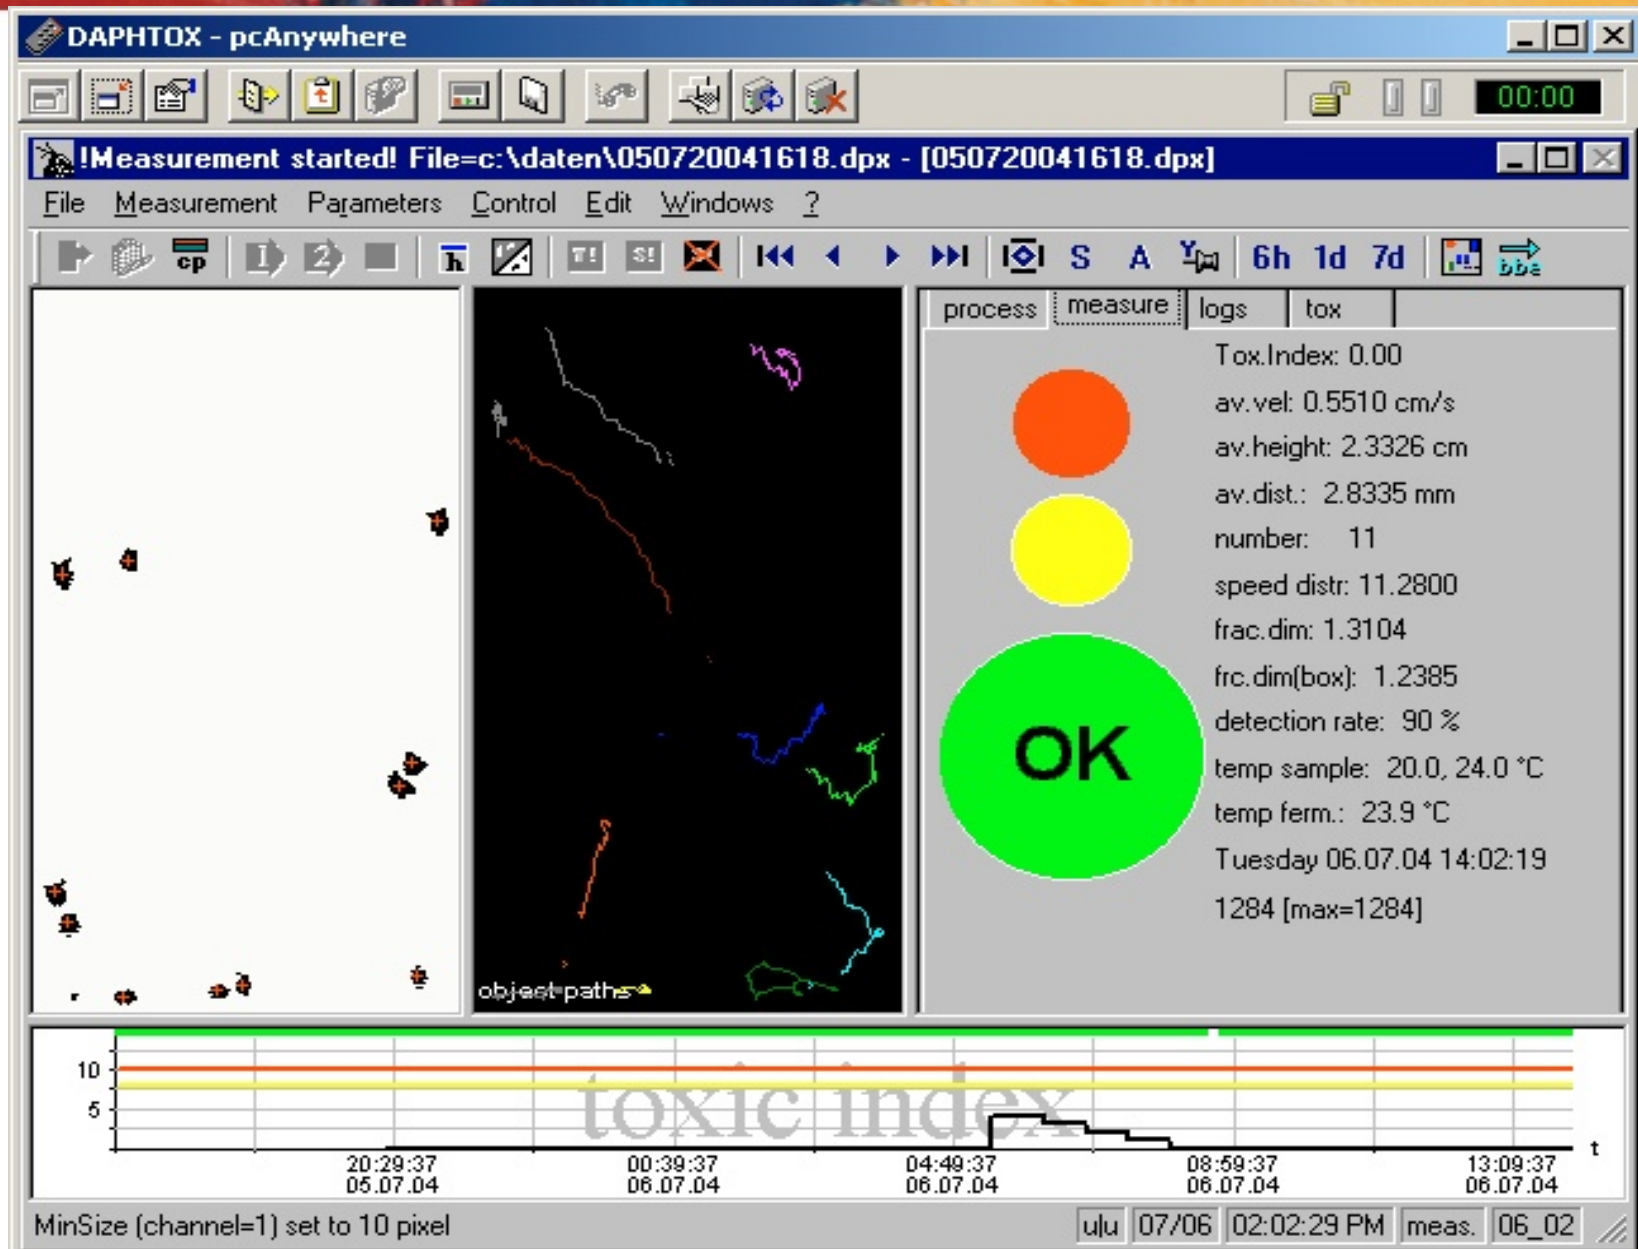 DAPHTOX - pcAnywhere
00:00
!Measurement started! File=c:\daten\050720041618.dpx - [050720041618.dpx]
File Measurement Parameters Control Edit Windows ?
cp 1 2 h T! S! S A Y 6h 1d 7d bbe
process measure logs tox
Tox.Index: 0.00
av.vel: 0.5510 cm/s
av.height: 2.3326 cm
av.dist.: 2.8335 mm
number: 11
speed distr: 11.2800
frac.dim: 1.3104
frc.dim(box): 1.2385
detection rate: 90 %
temp sample: 20.0, 24.0 °C
temp ferm.: 23.9 °C
Tuesday 06.07.04 14:02:19
1284 [max=1284]
OK
object-paths
toxic index
10
5
t
20:29:37 00:39:37 04:49:37 08:59:37 13:09:37
05.07.04 06.07.04 06.07.04 06.07.04 06.07.04
MinSize (channel=1) set to 10 pixel u|u 07/06 02:02:29 PM meas. 06_02